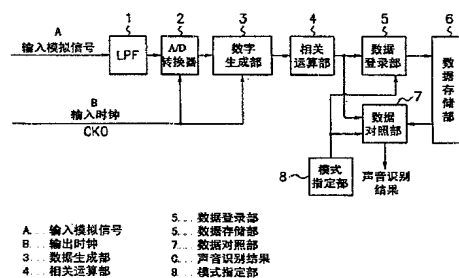 A
输入模拟信号
1
LPF
2
A/D
转换器
3
数字
生成部
4
相关
运算部
5
数据
登录部
6
数据存储部
B
输入时钟
CK0
7
数据
对照部
8
模式
指定部
声音识别
结果
A... 输入模拟信号
B... 输出时钟
3... 数据生成部
4... 相关运算部
5... 数据登录部
6... 数据存储部
7... 数据对照部
C... 声音识别结果
8... 模式指定部